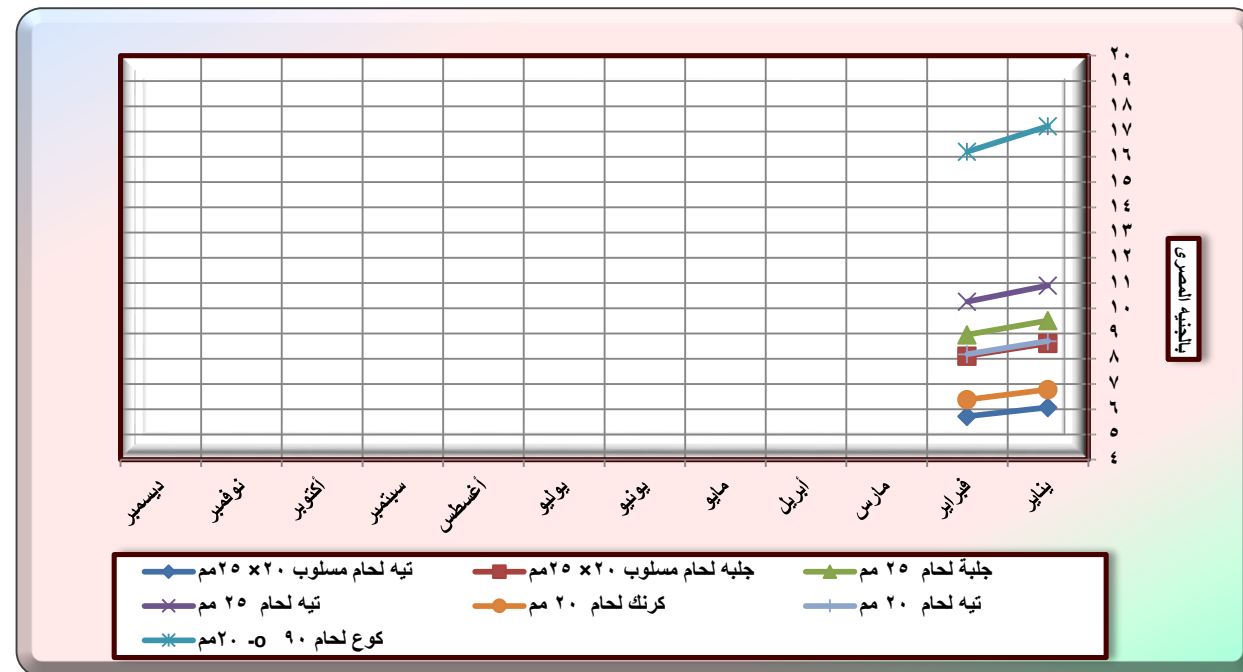 ٢٠
١٩
١٨
١٧
١٦
١٥
١٤
١٣
١٢
١١
١٠
٩
٨
٧
٦
٥
٤
بالجنيه المصرى
يناير
فبراير
مارس
أبريل
مايو
يونيو
يوليو
أغسطس
سبتمبر
أكتوبر
نوفمبر
ديسمبر
جلبة لحام ٢٥ مم
جلبه لحام مسلوب ٢٠× ٢٥مم
تيه لحام مسلوب ٢٠× ٢٥مم
تيه لحام ٢٠ مم
كرنك لحام ٢٠ مم
تيه لحام ٢٥ مم
كوع لحام ٩٠ o- ٢٠مم